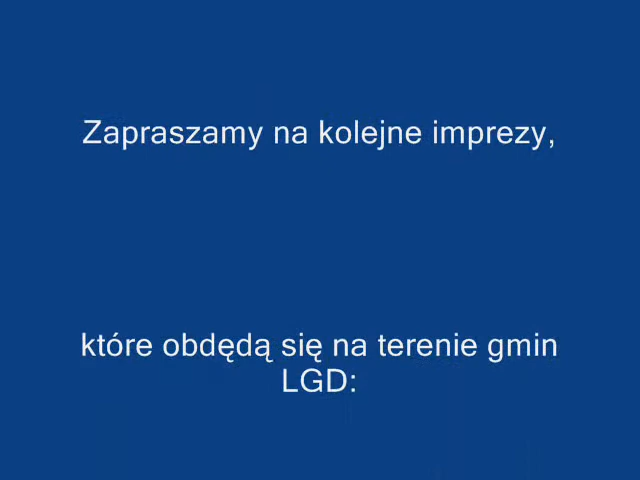 Zapraszamy na kolejne imprezy,
które obdędą się na terenie gmin
LGD: